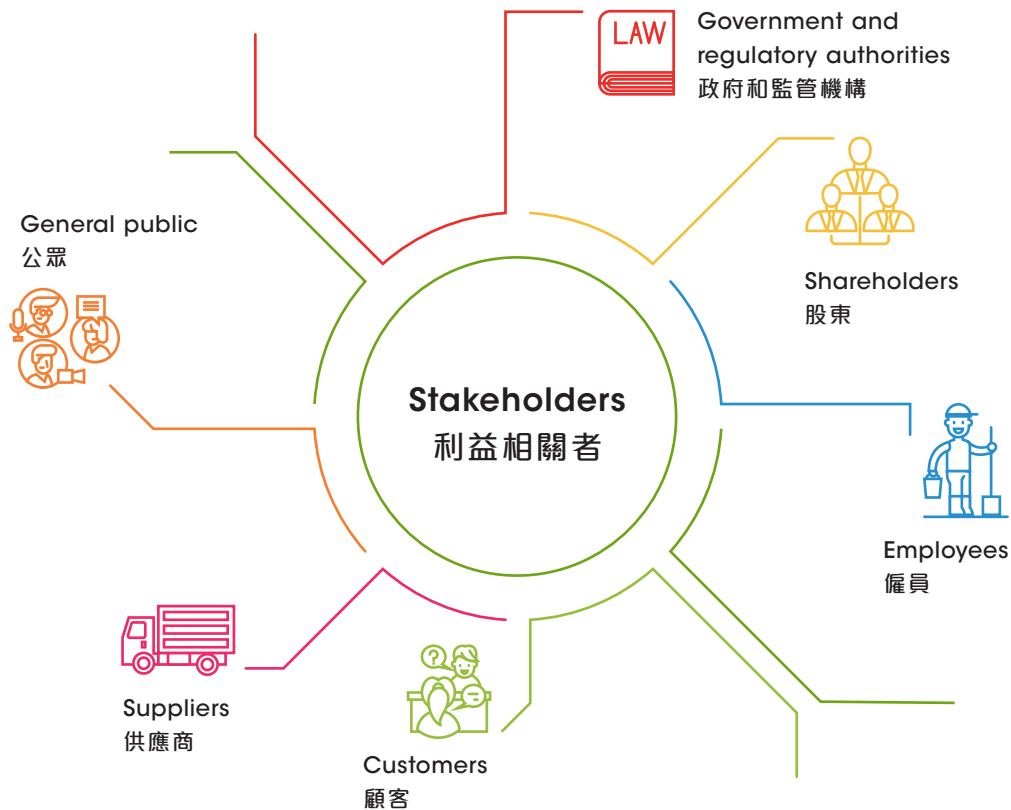 LAW
Government and
regulatory authorities
政府和監管機構
Shareholders
股東
General public
公眾
Stakeholders
利益相關者
Employees
僱員
Suppliers
供應商
Customers
顧客
?